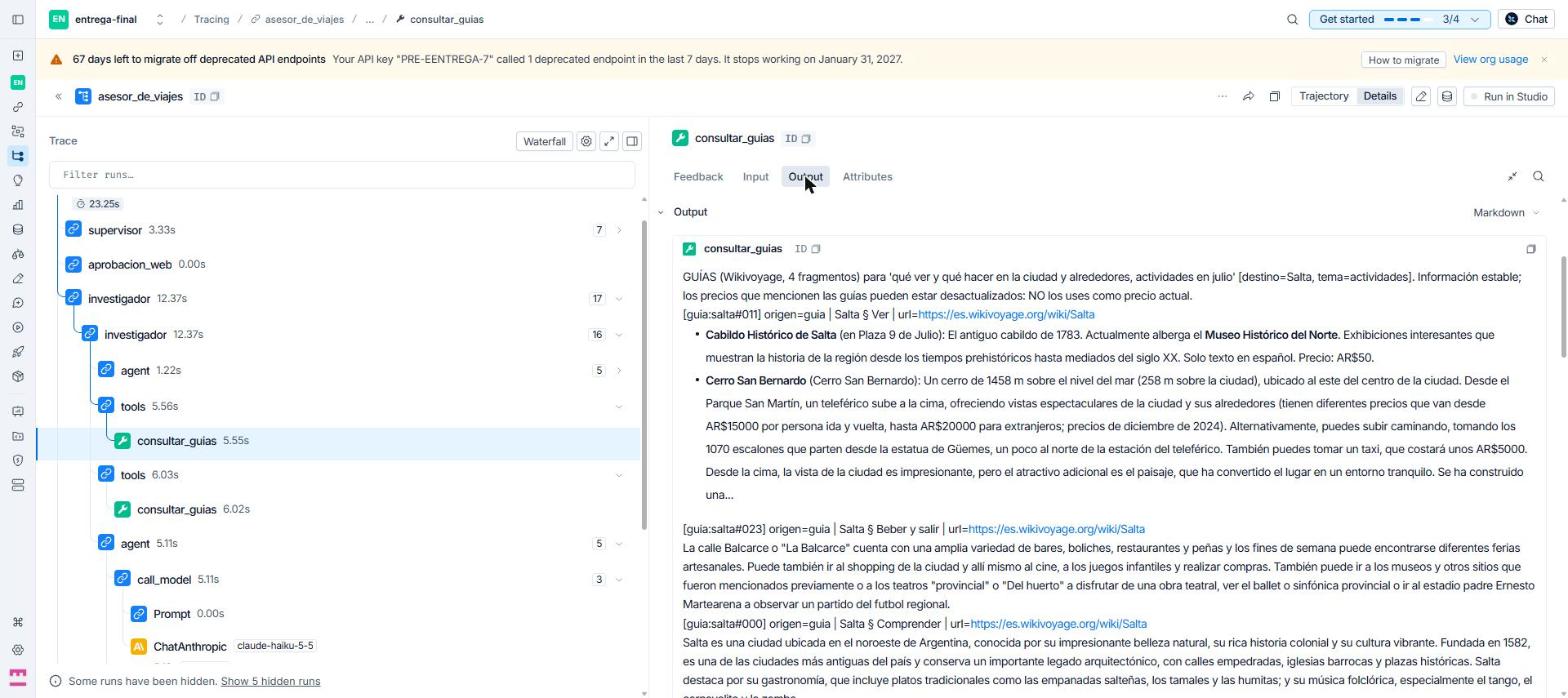 EN entrega-final / Tracing / asesor_de_viajes / ... / consultar_guias Get started 3/4 Chat
67 days left to migrate off deprecated API endpoints Your API key "PRE-EENTREGA-7" called 1 deprecated endpoint in the last 7 days. It stops working on January 31, 2027. How to migrate View org usage
EN
asesor_de_viajes ID Trajectory Details Run in Studio
Trace Waterfall
Filter runs…
23.25s
supervisor 3.33s 7
aprobacion_web 0.00s
investigador 12.37s 17
investigador 12.37s 16
agent 1.22s 5
tools 5.56s
consultar_guias 5.55s
tools 6.03s
consultar_guias 6.02s
agent 5.11s 5
call_model 5.11s 3
Prompt 0.00s
ChatAnthropic claude-haiku-5-5
Some runs have been hidden. Show 5 hidden runs
consultar_guias ID
Feedback Input Output Attributes
Output Markdown
consultar_guias ID
GUÍAS (Wikivoyage, 4 fragmentos) para 'qué ver y qué hacer en la ciudad y alrededores, actividades en julio' [destino=Salta, tema=actividades]. Información estable;
los precios que mencionen las guías pueden estar desactualizados: NO los uses como precio actual.
[guia:salta#011] origen=guia | Salta § Ver | url=https://es.wikivoyage.org/wiki/Salta
• Cabildo Histórico de Salta (en Plaza 9 de Julio): El antiguo cabildo de 1783. Actualmente alberga el Museo Histórico del Norte. Exhibiciones interesantes que
muestran la historia de la región desde los tiempos prehistóricos hasta mediados del siglo XX. Solo texto en español. Precio: AR$50.
• Cerro San Bernardo (Cerro San Bernardo): Un cerro de 1458 m sobre el nivel del mar (258 m sobre la ciudad), ubicado al este del centro de la ciudad. Desde el
Parque San Martín, un teleférico sube a la cima, ofreciendo vistas espectaculares de la ciudad y sus alrededores (tienen diferentes precios que van desde
AR$15000 por persona ida y vuelta, hasta AR$20000 para extranjeros; precios de diciembre de 2024). Alternativamente, puedes subir caminando, tomando los
1070 escalones que parten desde la estatua de Güemes, un poco al norte de la estación del teleférico. También puedes tomar un taxi, que costará unos AR$5000.
Desde la cima, la vista de la ciudad es impresionante, pero el atractivo adicional es el paisaje, que ha convertido el lugar en un entorno tranquilo. Se ha construido
una…
[guia:salta#023] origen=guia | Salta § Beber y salir | url=https://es.wikivoyage.org/wiki/Salta
La calle Balcarce o "La Balcarce" cuenta con una amplia variedad de bares, boliches, restaurantes y peñas y los fines de semana puede encontrarse diferentes ferias
artesanales. Puede también ir al shopping de la ciudad y allí mismo al cine, a los juegos infantiles y realizar compras. También puede ir a los museos y otros sitios que
fueron mencionados previamente o a los teatros "provincial" o "Del huerto" a disfrutar de una obra teatral, ver el ballet o sinfónica provincial o ir al estadio padre Ernesto
Martearena a observar un partido del futbol regional.
[guia:salta#000] origen=guia | Salta § Comprender | url=https://es.wikivoyage.org/wiki/Salta
Salta es una ciudad ubicada en el noroeste de Argentina, conocida por su impresionante belleza natural, su rica historia colonial y su cultura vibrante. Fundada en 1582,
es una de las ciudades más antiguas del país y conserva un importante legado arquitectónico, con calles empedradas, iglesias barrocas y plazas históricas. Salta
destaca por su gastronomía, que incluye platos tradicionales como las empanadas salteñas, los tamales y las humitas; y su música folclórica, especialmente el tango, el